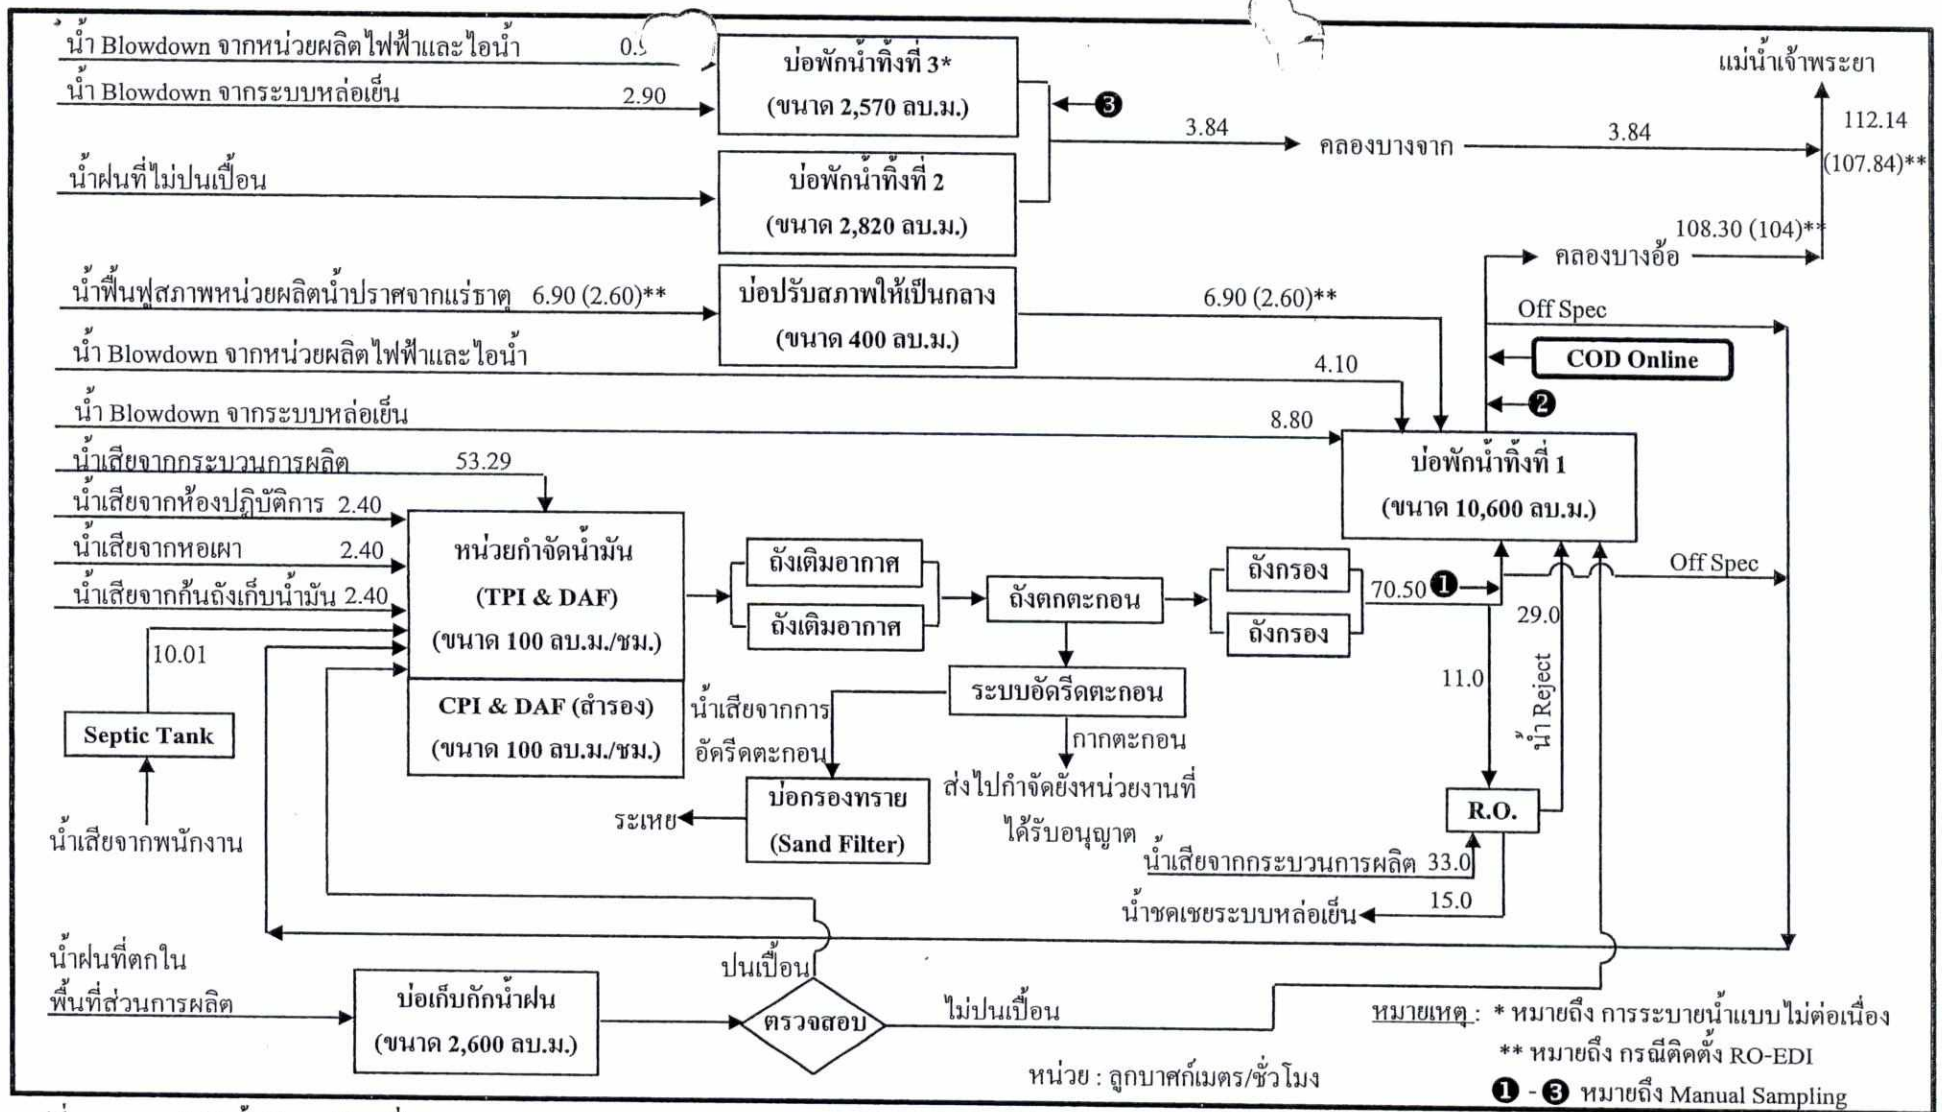 น้ำ Blowdown จากหน่วยผลิตไฟฟ้าและไอน้ำ
น้ำ Blowdown จากระบบหล่อเย็น 2.90
บ่อพักน้ำทิ้งที่ 3*
(ขนาด 2,570 ลบ.ม.)
❸
น้ำฝนที่ไม่ปนเปื้อน
บ่อพักน้ำทิ้งที่ 2
(ขนาด 2,820 ลบ.ม.)
3.84
คลองบางจาก
3.84
แม่น้ำเจ้าพระยา
112.14
(107.84)**
น้ำฟื้นฟูสภาพหน่วยผลิตน้ำปราศจากแร่ธาตุ 6.90 (2.60)**
บ่อปรับสภาพให้เป็นกลาง
(ขนาด 400 ลบ.ม.)
6.90 (2.60)**
108.30 (104)**
คลองบางอ้อ
Off Spec
COD Online
❷
น้ำ Blowdown จากหน่วยผลิตไฟฟ้าและไอน้ำ
4.10
น้ำ Blowdown จากระบบหล่อเย็น
8.80
บ่อพักน้ำทิ้งที่ 1
(ขนาด 10,600 ลบ.ม.)
น้ำเสียจากกระบวนการผลิต 53.29
น้ำเสียจากห้องปฏิบัติการ 2.40
น้ำเสียจากหอเผา 2.40
น้ำเสียจากก้นถังเก็บน้ำมัน 2.40
10.01
หน่วยกำจัดน้ำมัน
(TPI & DAF)
(ขนาด 100 ลบ.ม./ชม.)
CPI & DAF (สำรอง)
(ขนาด 100 ลบ.ม./ชม.)
ถังเติมอากาศ
ถังเติมอากาศ
ถังตกตะกอน
ถังกรอง
ถังกรอง
70.50
❶
Off Spec
29.0
11.0
น้ำ Reject
Septic Tank
น้ำเสียจากพนักงาน
ระบบอัดรีดตะกอน
น้ำเสียจากการ
อัดรีดตะกอน
กากตะกอน
ส่งไปกำจัดยังหน่วยงานที่
ได้รับอนุญาต
บ่อกรองทราย
(Sand Filter)
ระเหย
R.O.
น้ำเสียจากกระบวนการผลิต 33.0
15.0
น้ำชดเชยระบบหล่อเย็น
น้ำฝนที่ตกใน
พื้นที่ส่วนการผลิต
บ่อเก็บกักน้ำฝน
(ขนาด 2,600 ลบ.ม.)
ปนเปื้อน
ตรวจสอบ
ไม่ปนเปื้อน
หน่วย : ลูกบาศก์เมตร/ชั่วโมง
หมายเหตุ : * หมายถึง การระบายน้ำแบบไม่ต่อเนื่อง
** หมายถึง กรณีติดตั้ง RO-EDI
❶ - ❸ หมายถึง Manual Sampling